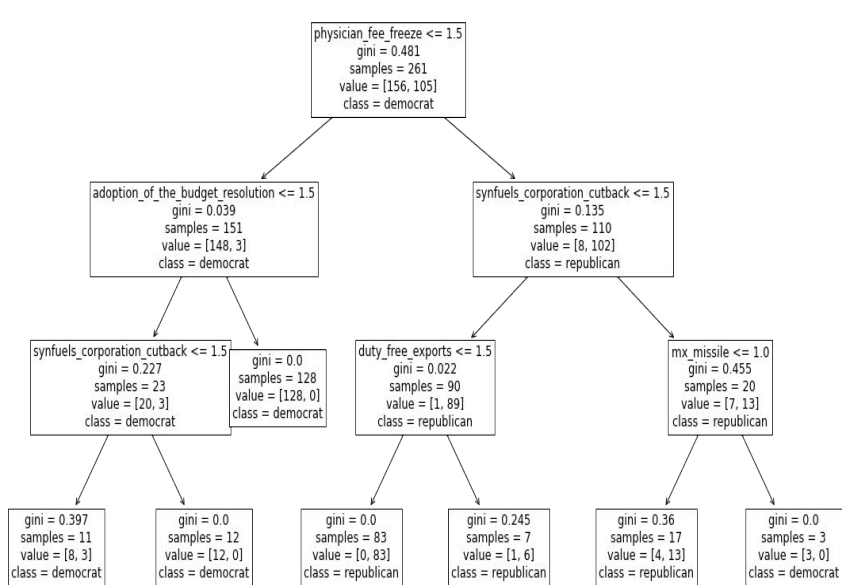 physician_fee_freeze <= 1.5
gini = 0.481
samples = 261
value = [156, 105]
class = democrat
adoption_of_the_budget_resolution <= 1.5
gini = 0.039
samples = 151
value = [148, 3]
class = democrat
synfuels_corporation_cutback <= 1.5
gini = 0.135
samples = 110
value = [8, 102]
class = republican
synfuels_corporation_cutback <= 1.5
gini = 0.227
samples = 23
value = [20, 3]
class = democrat
gini = 0.0
samples = 128
value = [128, 0]
class = democrat
duty_free_exports <= 1.5
gini = 0.022
samples = 90
value = [1, 89]
class = republican
mx_missile <= 1.0
gini = 0.455
samples = 20
value = [7, 13]
class = republican
gini = 0.397
samples = 11
value = [8, 3]
class = democrat
gini = 0.0
samples = 12
value = [12, 0]
class = democrat
gini = 0.0
samples = 83
value = [0, 83]
class = republican
gini = 0.245
samples = 7
value = [1, 6]
class = republican
gini = 0.36
samples = 17
value = [4, 13]
class = republican
gini = 0.0
samples = 3
value = [3, 0]
class = democrat